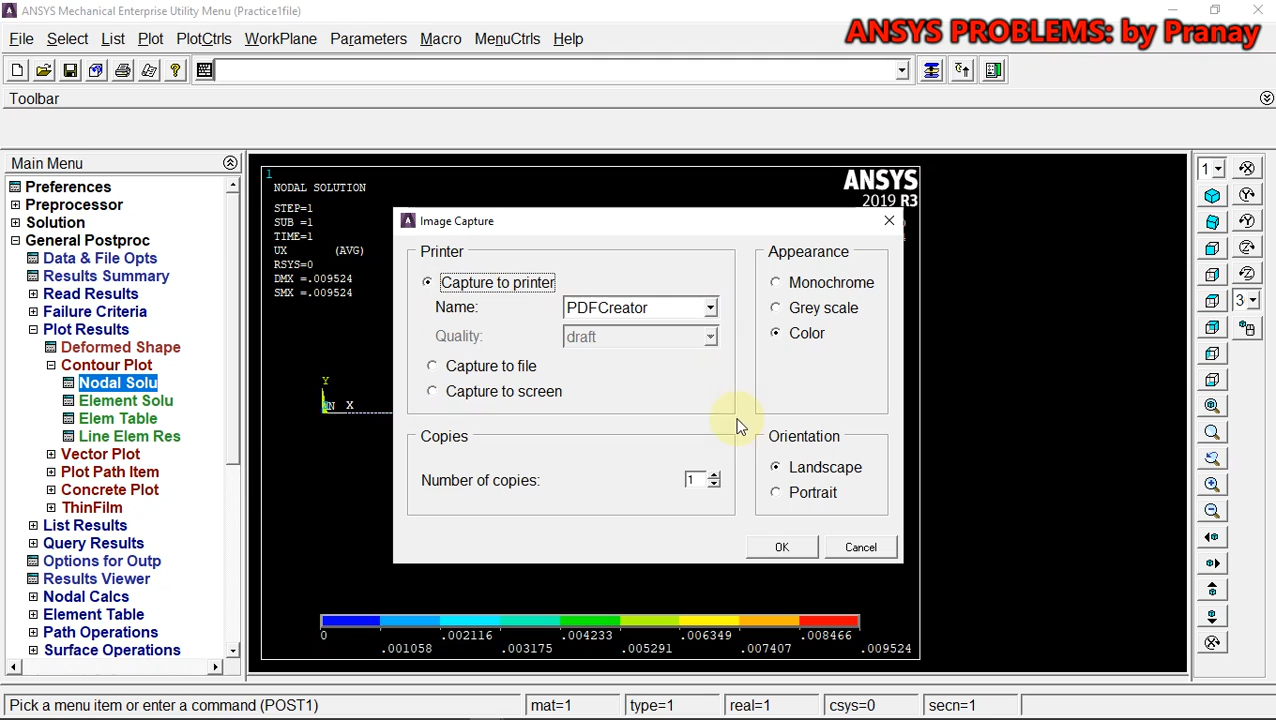 ANSYS Mechanical Enterprise Utility Menu (Practice1file)
ANSYS PROBLEMS: by Pranay
File Select List Plot PlotCtrls WorkPlane Parameters Macro MenuCtrls Help
Toolbar
Main Menu
Preferences
Preprocessor
Solution
General Postproc
Data & File Opts
Results Summary
Read Results
Failure Criteria
Plot Results
Deformed Shape
Contour Plot
Nodal Solu
Element Solu
Elem Table
Line Elem Res
Vector Plot
Plot Path Item
Concrete Plot
ThinFilm
List Results
Query Results
Options for Outp
Results Viewer
Nodal Calcs
Element Table
Path Operations
Surface Operations
1
NODAL SOLUTION
STEP=1
SUB =1
TIME=1
UX (AVG)
RSYS=0
DMX =.009524
SMX =.009524
ANSYS
2019 R3
Y
X
Image Capture
Printer
Capture to printer
Name: PDFCreator
Quality: draft
Capture to file
Capture to screen
Copies
Number of copies: 1
Appearance
Monochrome
Grey scale
Color
Orientation
Landscape
Portrait
OK Cancel
0 .002116 .004233 .006349 .008466
.001058 .003175 .005291 .007407 .009524
1
3
Pick a menu item or enter a command (POST1) mat=1 type=1 real=1 csys=0 secn=1